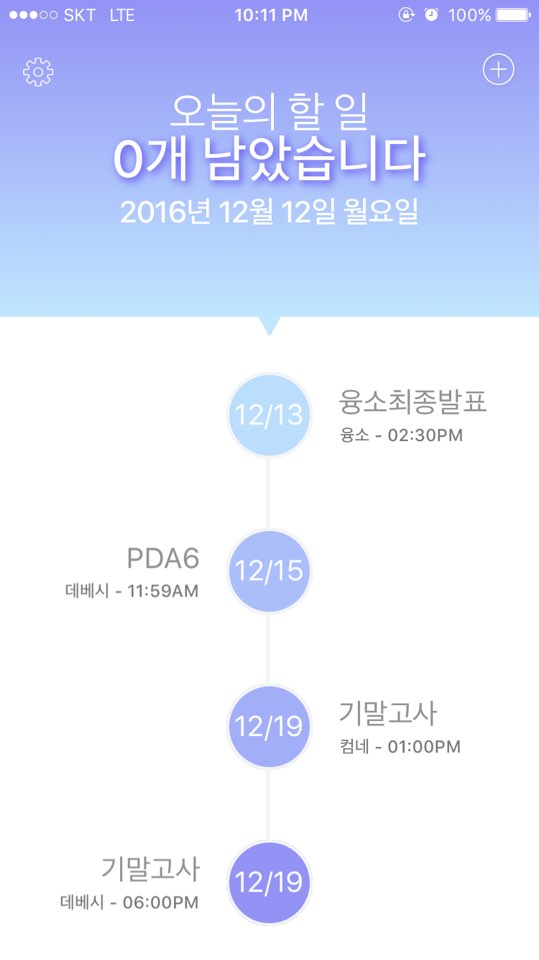 SKT LTE 10:11 PM 100%
오늘의 할 일
0개 남았습니다
2016년 12월 12일 월요일
12/13
융소최종발표
융소 - 02:30PM
PDA6
데베시 - 11:59AM
12/15
12/19
기말고사
컴네 - 01:00PM
기말고사
데베시 - 06:00PM
12/19